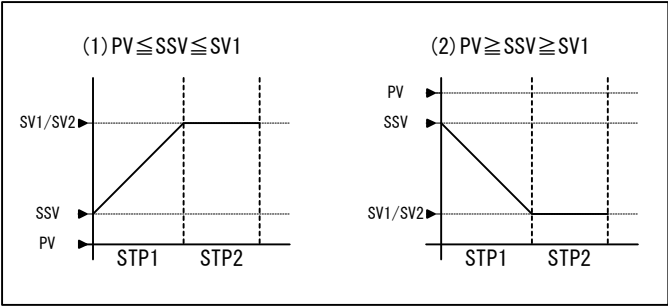 (1)PV≦SSV≦SV1
SV1/SV2
SSV
PV
STP1
STP2
(2)PV≧SSV≧SV1
PV
SSV
SV1/SV2
STP1
STP2